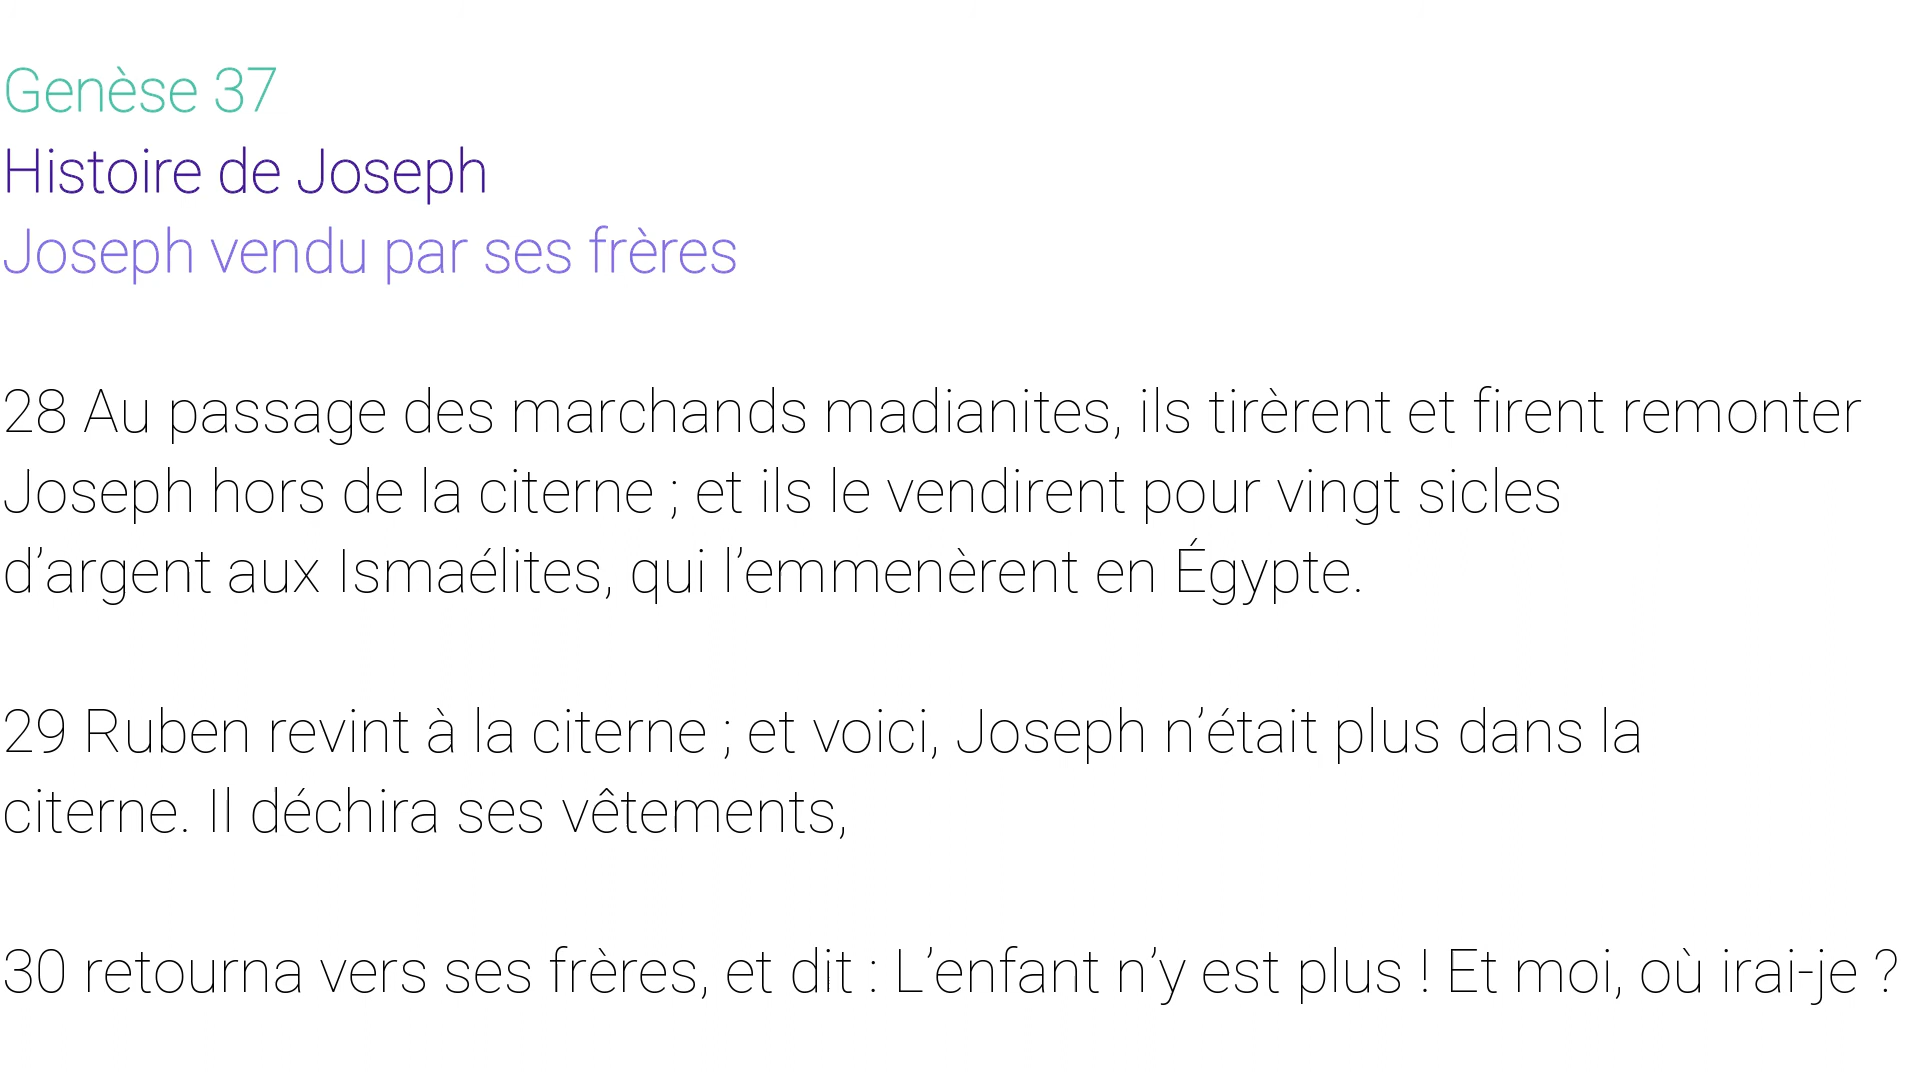 Genèse 37
Histoire de Joseph
Joseph vendu par ses frères
28 Au passage des marchands madianites, ils tirèrent et firent remonter
Joseph hors de la citerne ; et ils le vendirent pour vingt sicles
d’argent aux Ismaélites, qui l’emmenèrent en Égypte.
29 Ruben revint à la citerne ; et voici, Joseph n’était plus dans la
citerne. Il déchira ses vêtements,
30 retourna vers ses frères, et dit : L’enfant n’y est plus ! Et moi, où irai-je ?